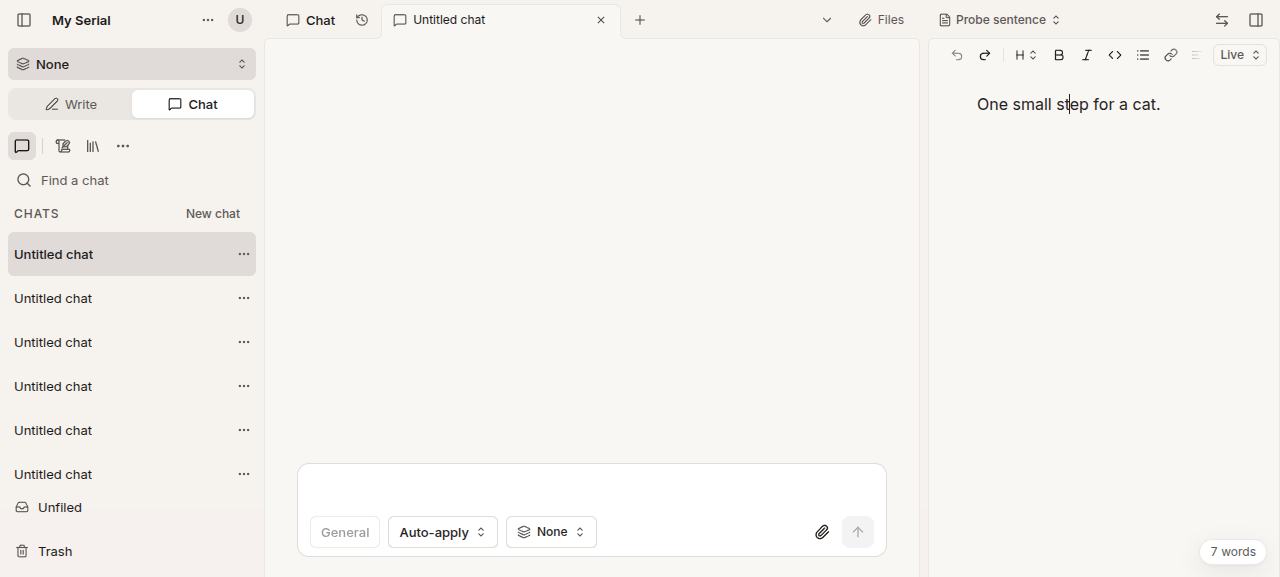 My Serial
U
Chat
Untitled chat
Files
Probe sentence
None
Write
Chat
H
B
I
Live
One small step for a cat.
Find a chat
CHATS
New chat
Untitled chat
Untitled chat
Untitled chat
Untitled chat
Untitled chat
Untitled chat
Unfiled
Trash
General
Auto-apply
None
7 words